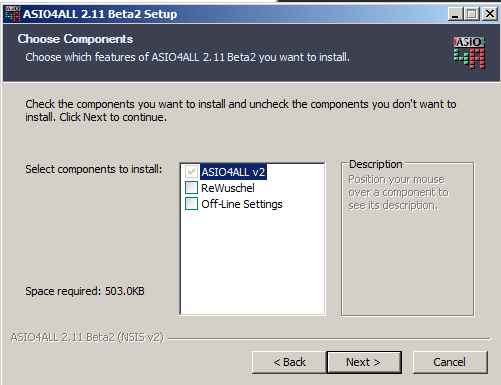 ASIO4ALL 2.11 Beta2 Setup
Choose Components
Choose which features of ASIO4ALL 2.11 Beta2 you want to install.
ASIO
Check the components you want to install and uncheck the components you don't want to
install. Click Next to continue.
Select components to install:
ASIO4ALL v2
ReWuschel
Off-Line Settings
Description
Position your mouse
over a component to
see its description.
Space required: 503.0KB
ASIO4ALL 2.11 Beta2 (NSIS v2)
< Back
Next >
Cancel